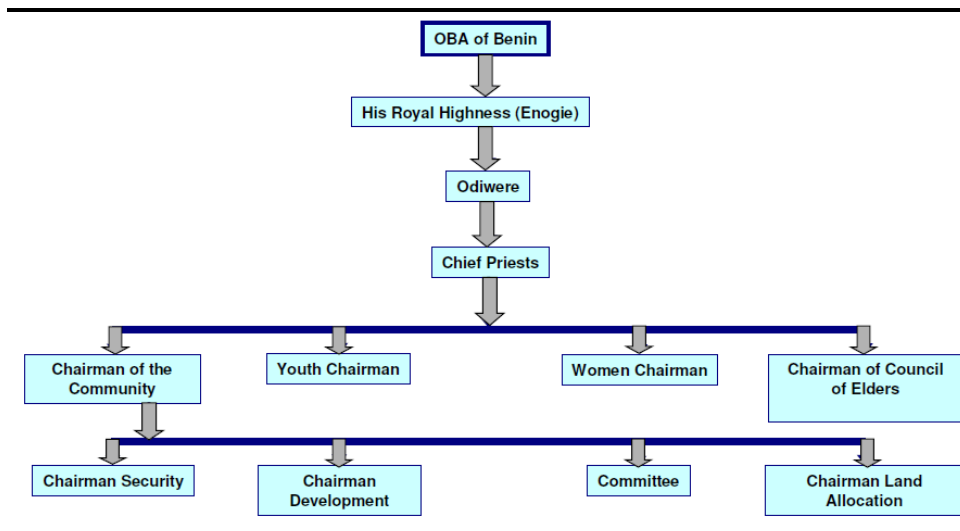 OBA of Benin
His Royal Highness (Enogie)
Odiwere
Chief Priests
Chairman of the
Community
Youth Chairman
Women Chairman
Chairman of Council
of Elders
Chairman Security
Chairman
Development
Committee
Chairman Land
Allocation